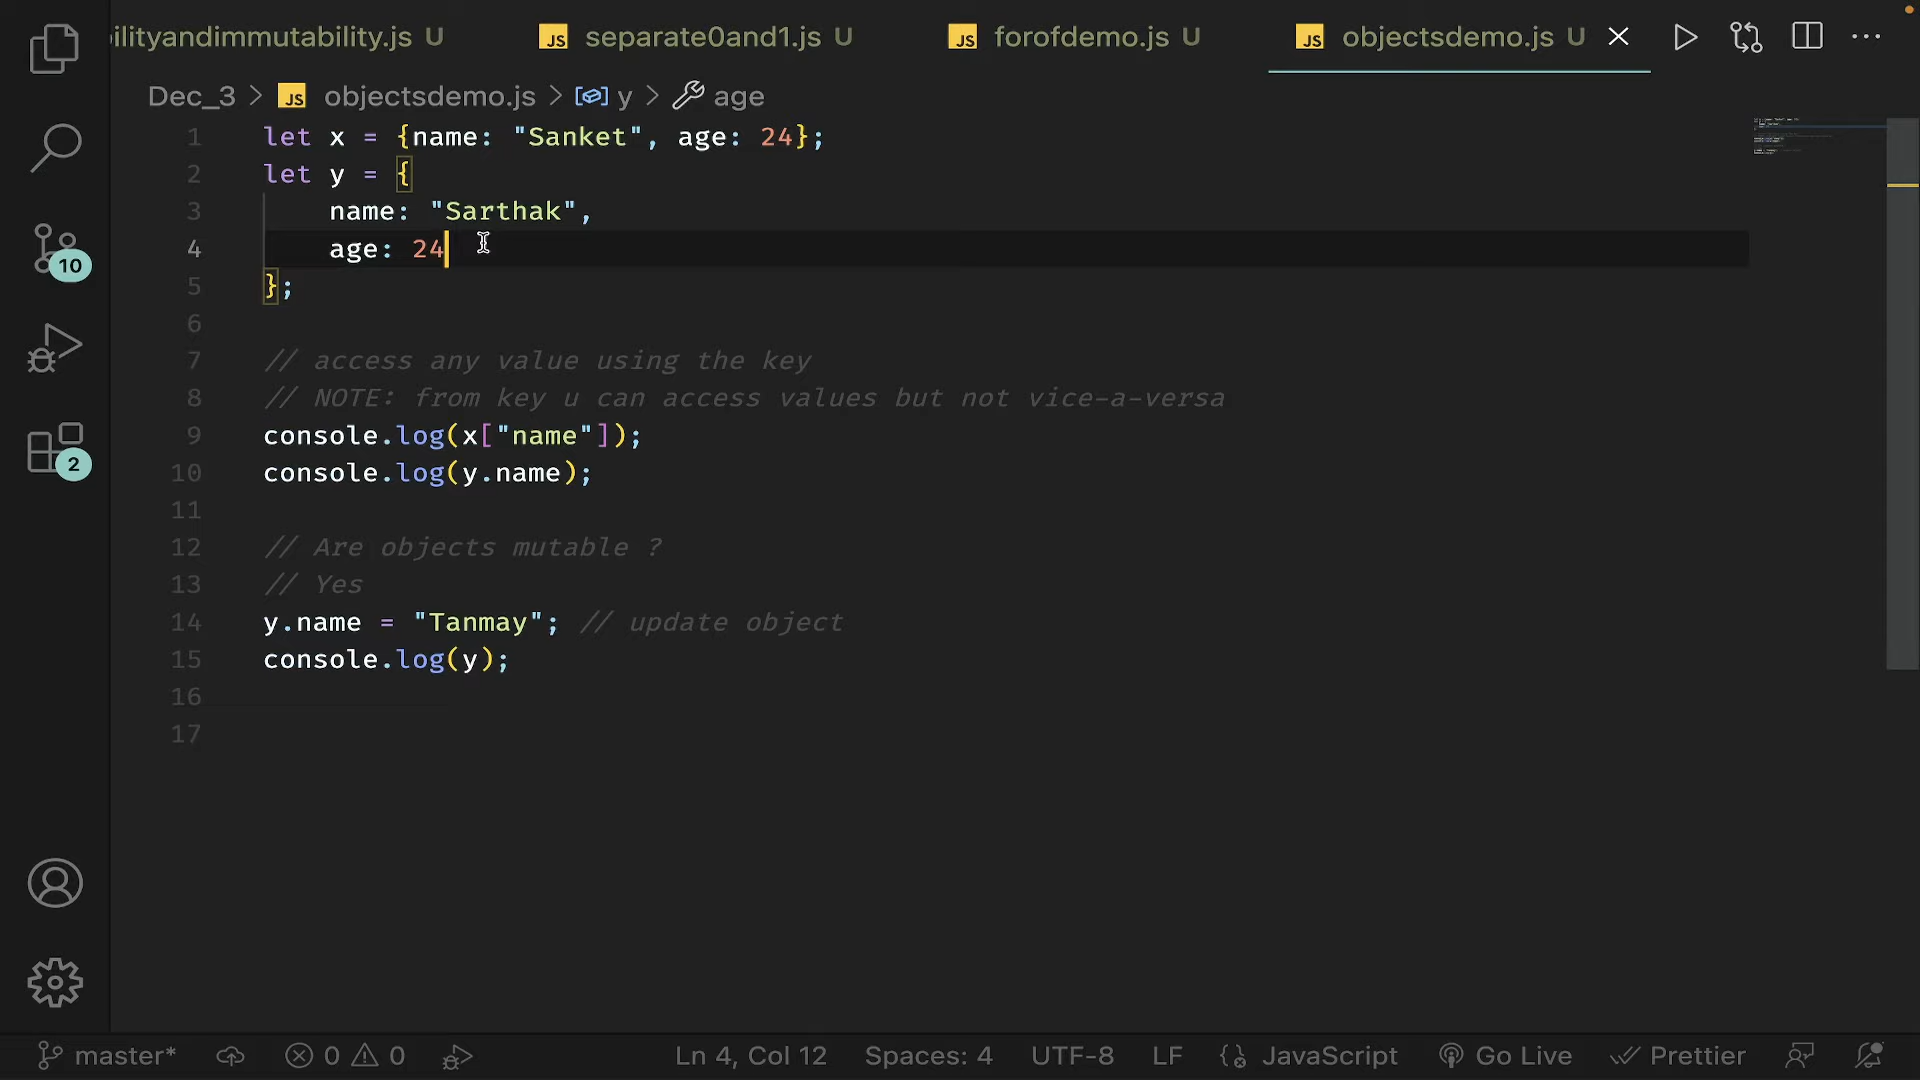 ilityandimmutability.js U JS separate0and1.js U JS forofdemo.js U JS objectsdemo.js U
Dec_3 > JS objectsdemo.js > y > age
1 let x = {name: "Sanket", age: 24};
2 let y = {
3 name: "Sarthak",
4 age: 24
5 };
6
7 // access any value using the key
8 // NOTE: from key u can access values but not vice-a-versa
9 console.log(x["name"]);
10 console.log(y.name);
11
12 // Are objects mutable ?
13 // Yes
14 y.name = "Tanmay"; // update object
15 console.log(y);
16
17
10
2
master* 0 0 Ln 4, Col 12 Spaces: 4 UTF-8 LF JavaScript Go Live Prettier